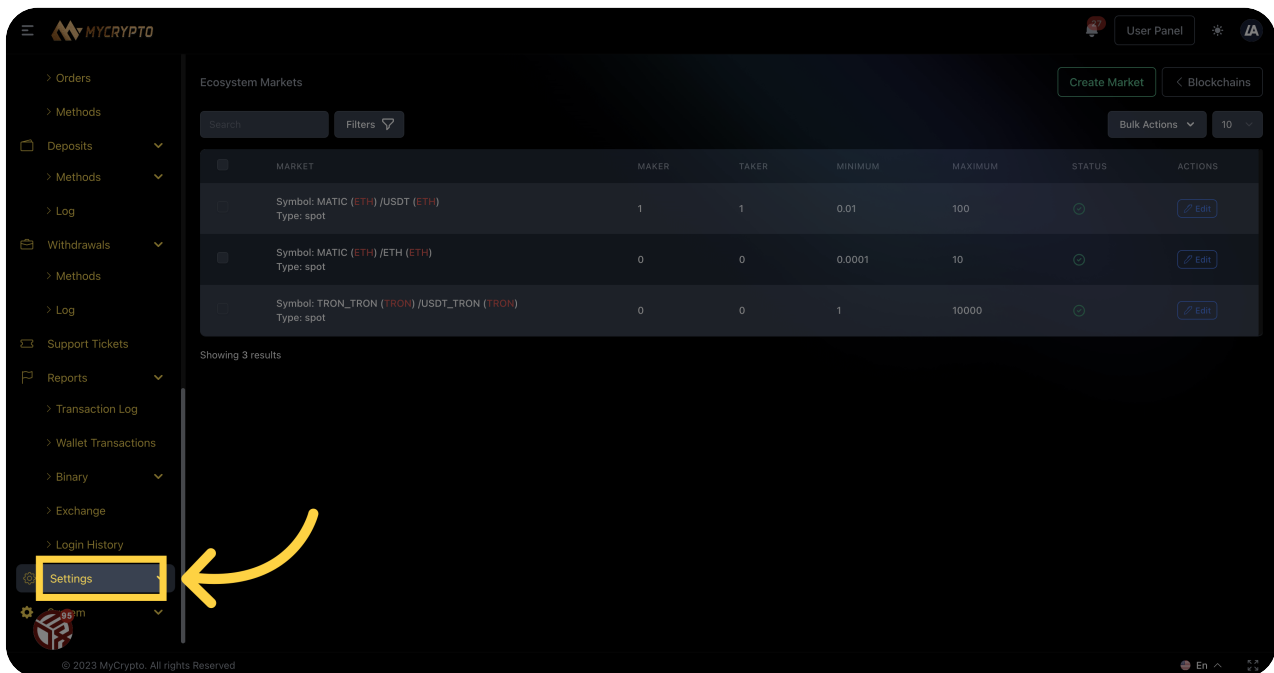 MYCRYPTO
User Panel
Orders
Methods
Deposits
Methods
Log
Withdrawals
Methods
Log
Support Tickets
Reports
Transaction Log
Wallet Transactions
Binary
Exchange
Login History
Settings
95
Ecosystem Markets
Create Market
Blockchains
Search
Filters
Bulk Actions
10
MARKET MAKER TAKER MINIMUM MAXIMUM STATUS ACTIONS
Symbol: MATIC (ETH) /USDT (ETH)
Type: spot
1 1 0.01 100 Edit
Symbol: MATIC (ETH) /ETH (ETH)
Type: spot
0 0 0.0001 10 Edit
Symbol: TRON_TRON (TRON) /USDT_TRON (TRON)
Type: spot
0 0 1 10000 Edit
Showing 3 results
© 2023 MyCrypto. All rights Reserved
En